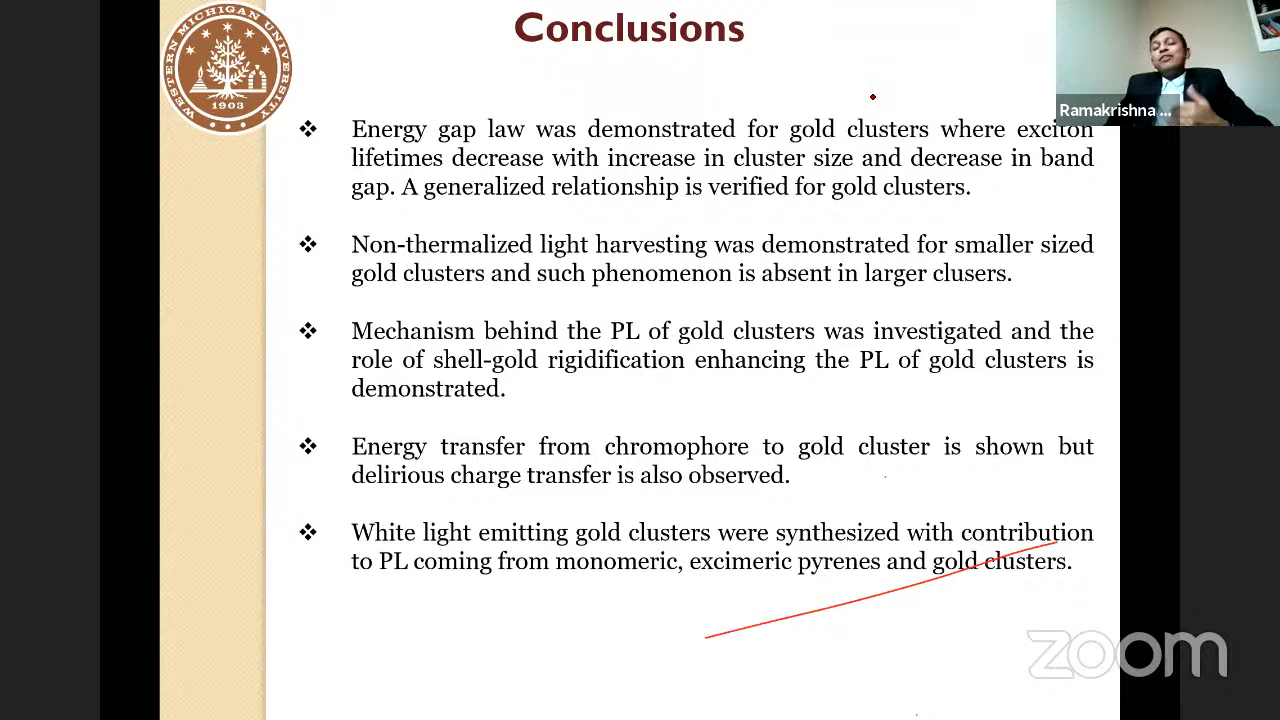 Conclusions
WESTERN MICHIGAN UNIVERSITY
1903
Ramakrishna ...
❖ Energy gap law was demonstrated for gold clusters where exciton
lifetimes decrease with increase in cluster size and decrease in band
gap. A generalized relationship is verified for gold clusters.
❖ Non-thermalized light harvesting was demonstrated for smaller sized
gold clusters and such phenomenon is absent in larger clusers.
❖ Mechanism behind the PL of gold clusters was investigated and the
role of shell-gold rigidification enhancing the PL of gold clusters is
demonstrated.
❖ Energy transfer from chromophore to gold cluster is shown but
delirious charge transfer is also observed.
❖ White light emitting gold clusters were synthesized with contribution
to PL coming from monomeric, excimeric pyrenes and gold clusters.
zoom